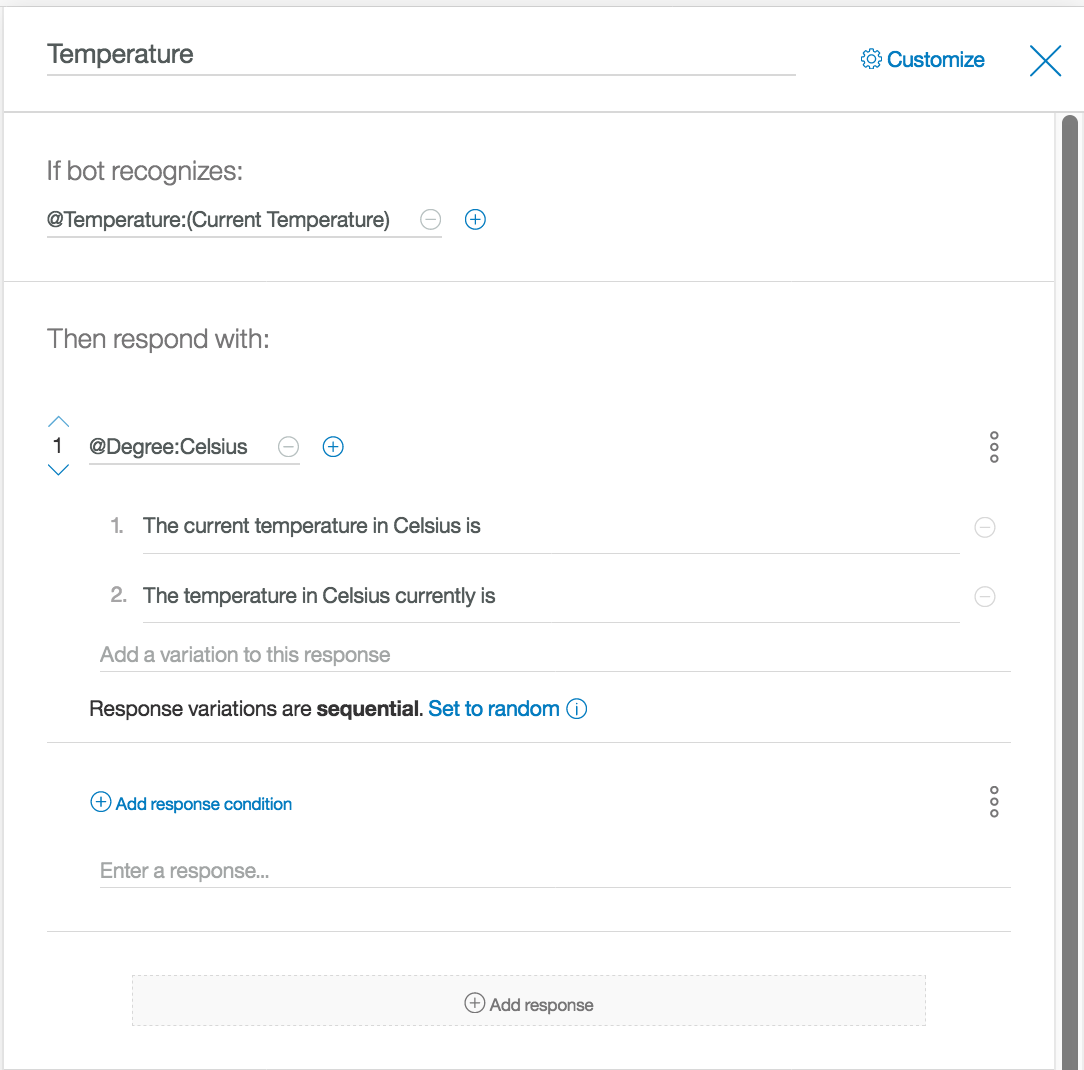 Temperature
Customize
If bot recognizes:
@Temperature:(Current Temperature)
Then respond with:
1 @Degree:Celsius
1. The current temperature in Celsius is
2. The temperature in Celsius currently is
Add a variation to this response
Response variations are sequential. Set to random
Add response condition
Enter a response...
Add response